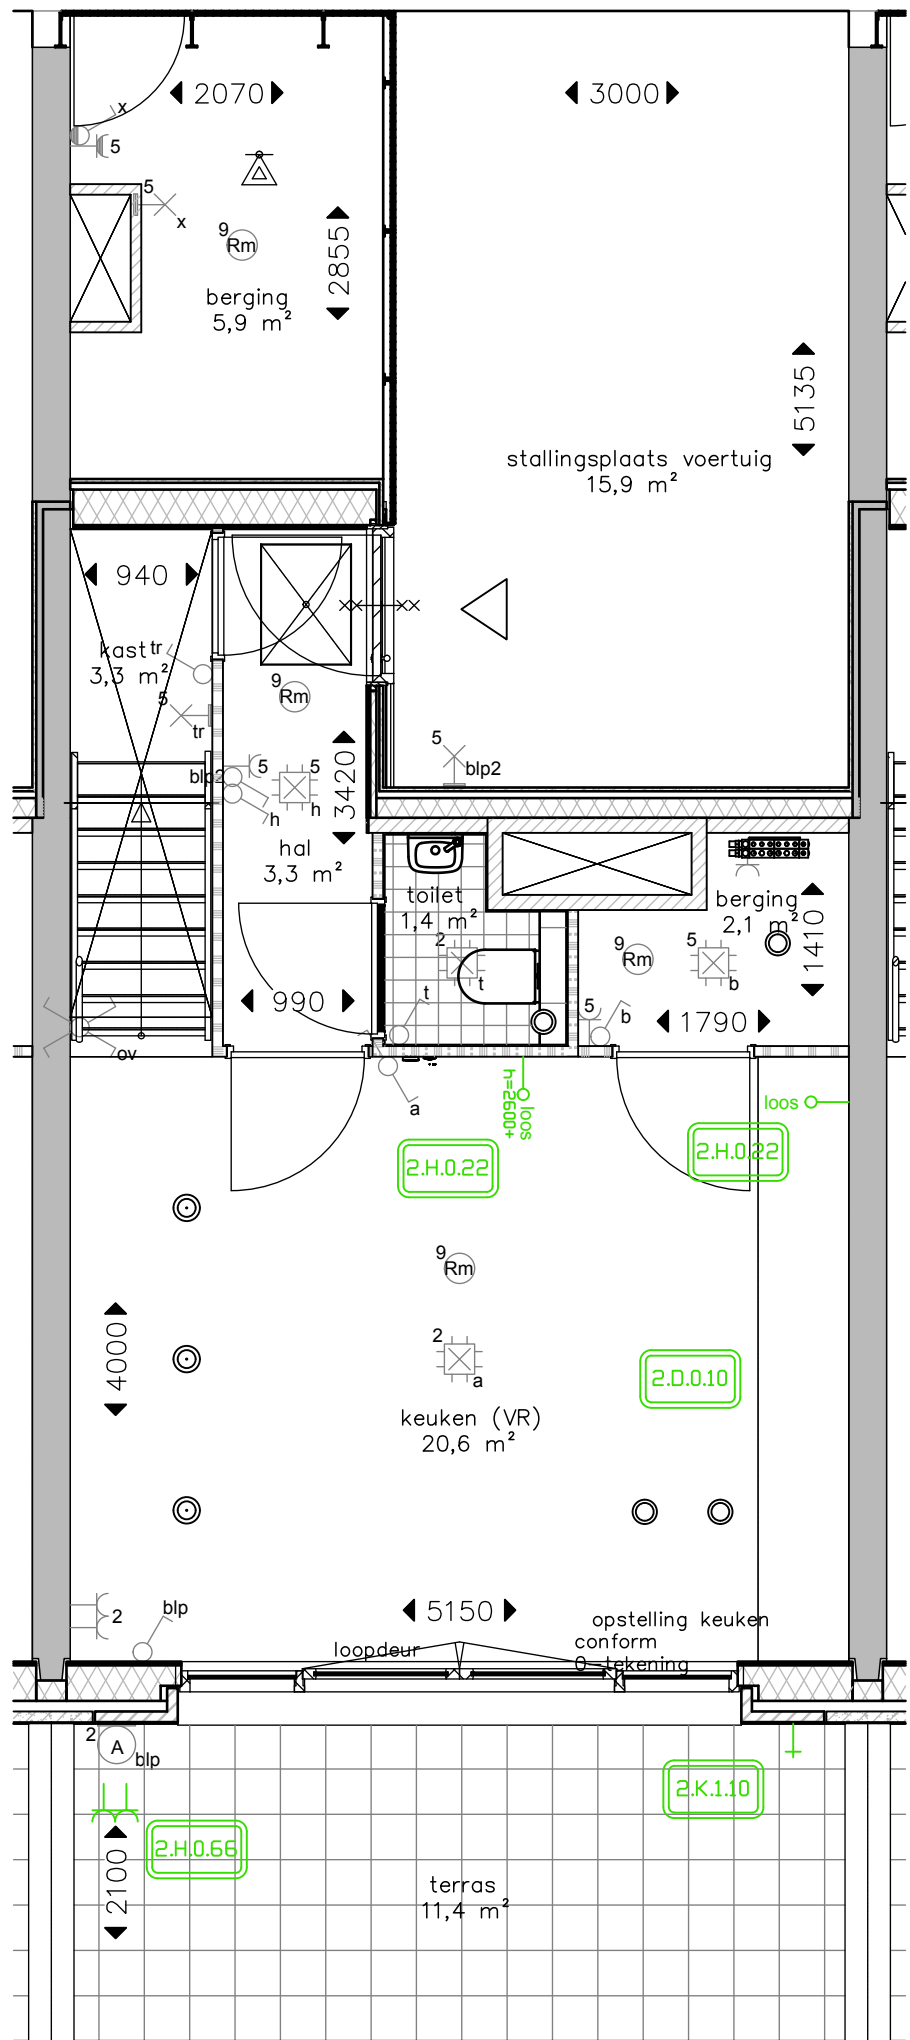 2070
3000
x
5
5
x
9
Rm
2855
berging
5,9 m²
5135
stallingsplaats voertuig
15,9 m²
940
kast
3,3 m²
tr
9
Rm
5
tr
5
blp2
blp2
5
5
h
h
3420
hal
3,3 m²
toilet
1,4 m²
berging
2,1 m²
2
t
9
Rm
5
b
1410
990
t
5
b
1790
ov
a
h=2600+
loos
loos
2.H.0.22
2.H.0.22
9
Rm
4000
2
a
2.D.0.10
keuken (VR)
20,6 m²
2
blp
5150
opstelling keuken
conform
O-tekening
loopdeur
2
A
blp
2.K.1.10
2.H.0.66
2100
terras
11,4 m²